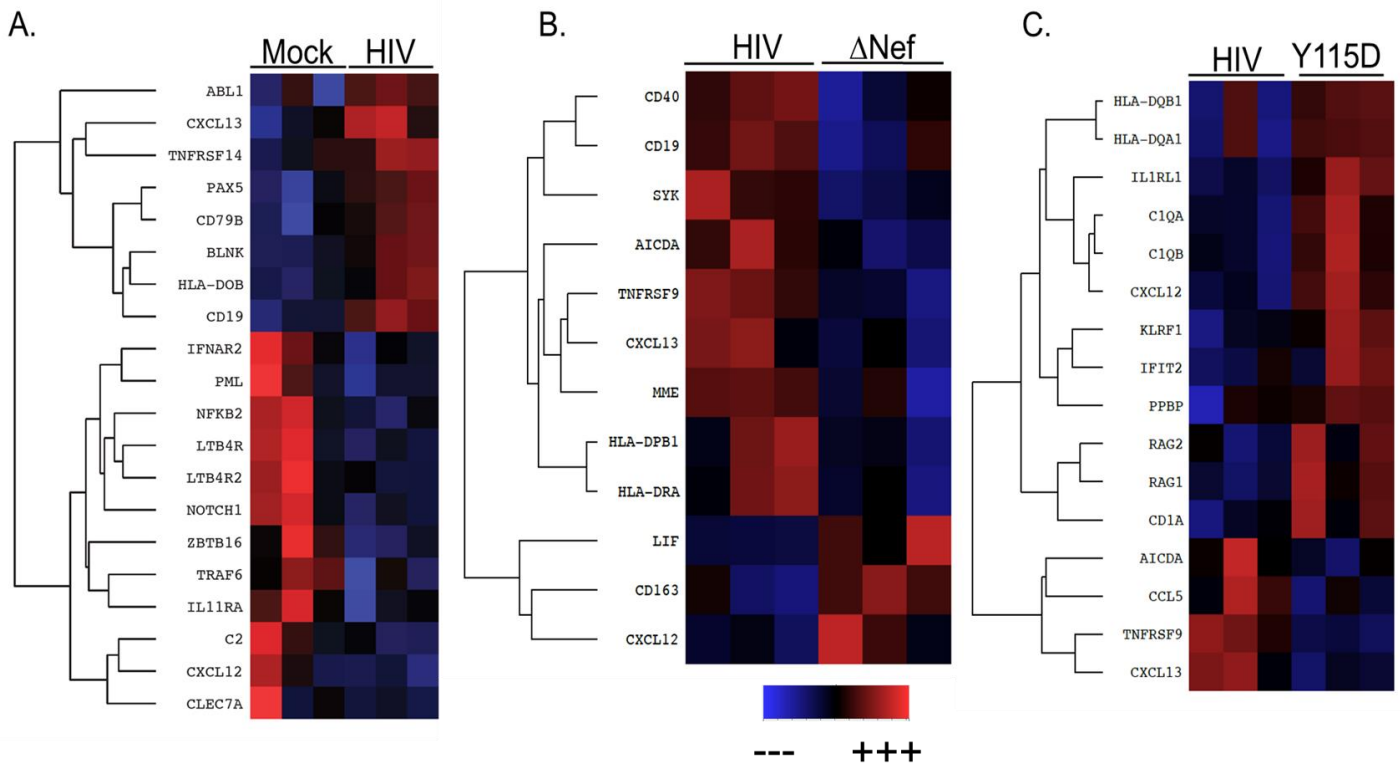 A.
Mock HIV
ABL1
CXCL13
TNFRSF14
PAX5
CD79B
BLNK
HLA-DOB
CD19
IFNAR2
PML
NFKB2
LTB4R
LTB4R2
NOTCH1
ZBTB16
TRAF6
IL11RA
C2
CXCL12
CLEC7A
B.
HIV ΔNef
CD40
CD19
SYK
AICDA
TNFRSF9
CXCL13
MME
HLA-DPB1
HLA-DRA
LIF
CD163
CXCL12
--- +++
C.
HIV Y115D
HLA-DQB1
HLA-DQA1
IL1RL1
C1QA
C1QB
CXCL12
KLRF1
IFIT2
PPBP
RAG2
RAG1
CD1A
AICDA
CCL5
TNFRSF9
CXCL13